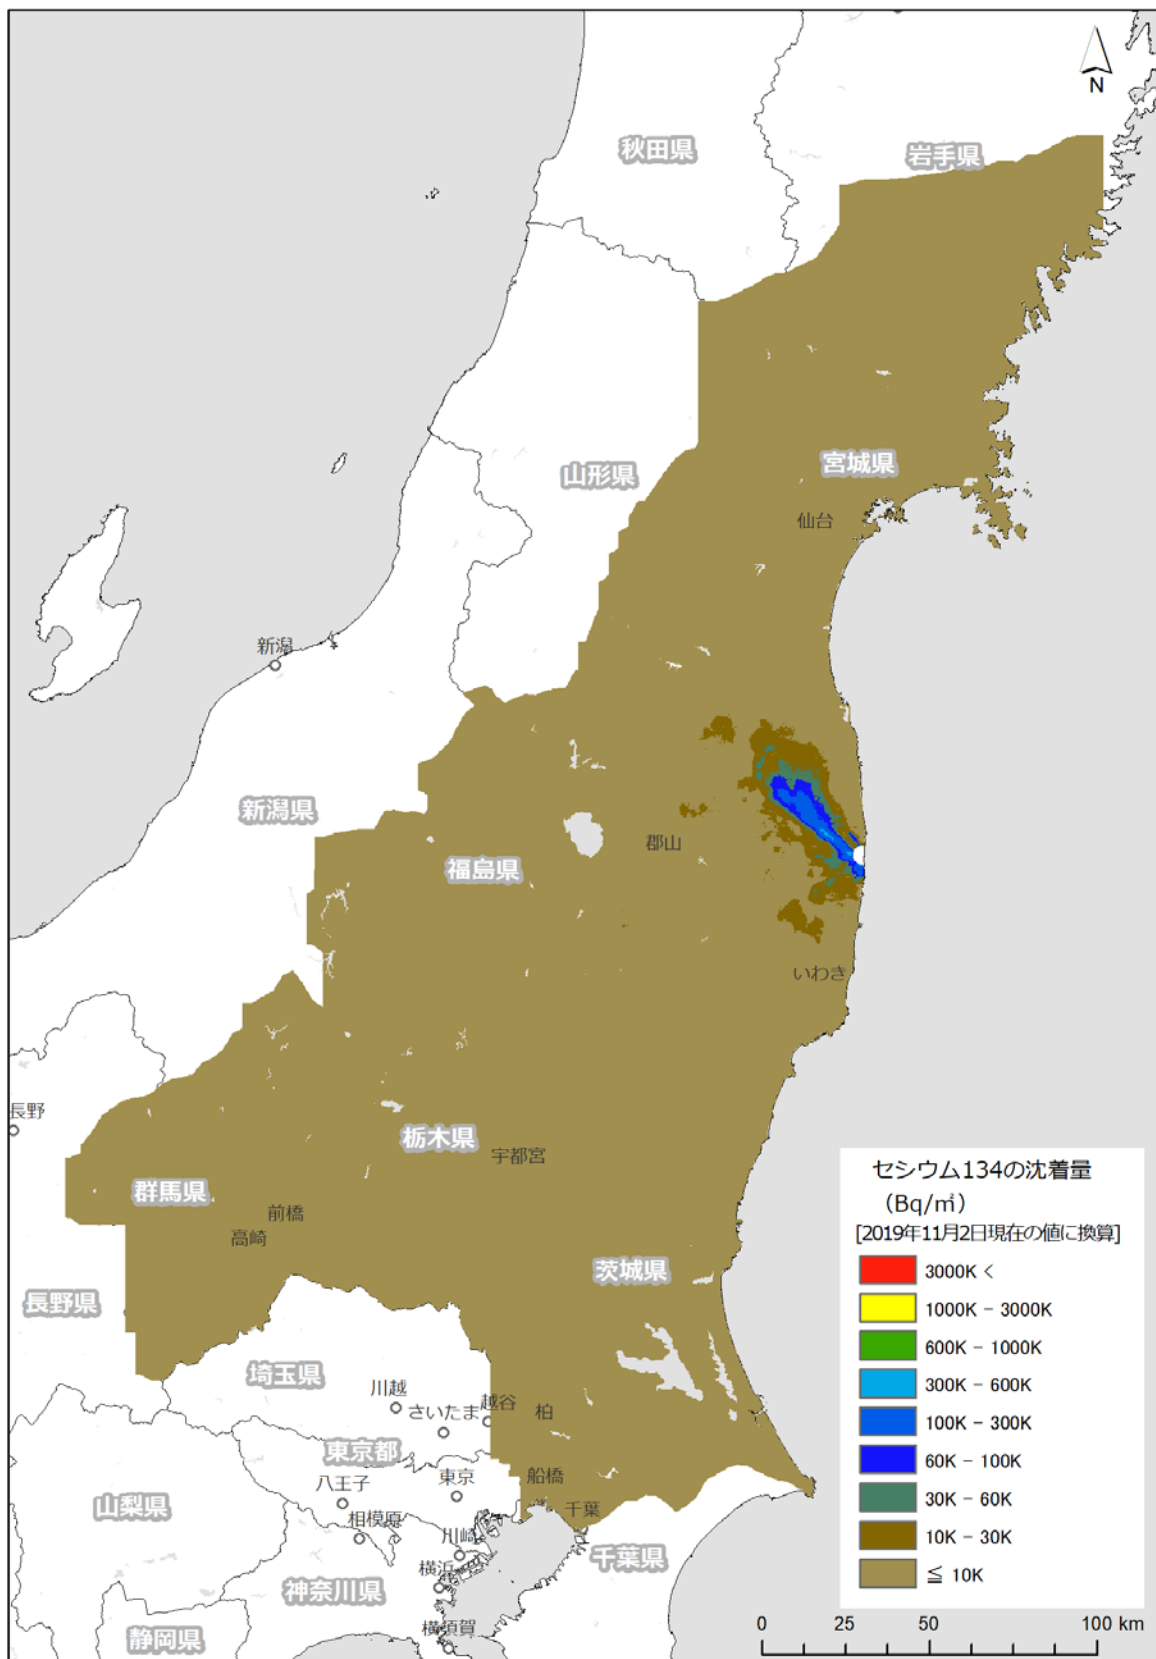 N
秋田県
岩手県
山形県
宮城県
仙台
新潟
新潟県
福島県
郡山
いわき
長野
栃木県
宇都宮
群馬県
前橋
高崎
茨城県
長野県
埼玉県
川越
さいたま
越谷
柏
東京都
八王子
東京
船橋
山梨県
相模原
千葉
川崎
千葉県
横浜
神奈川県
横須賀
静岡県
セシウム134の沈着量
（Bq/㎡）
[2019年11月2日現在の値に換算]
3000K <
1000K - 3000K
600K - 1000K
300K - 600K
100K - 300K
60K - 100K
30K - 60K
10K - 30K
≦ 10K
0 25 50 100 km